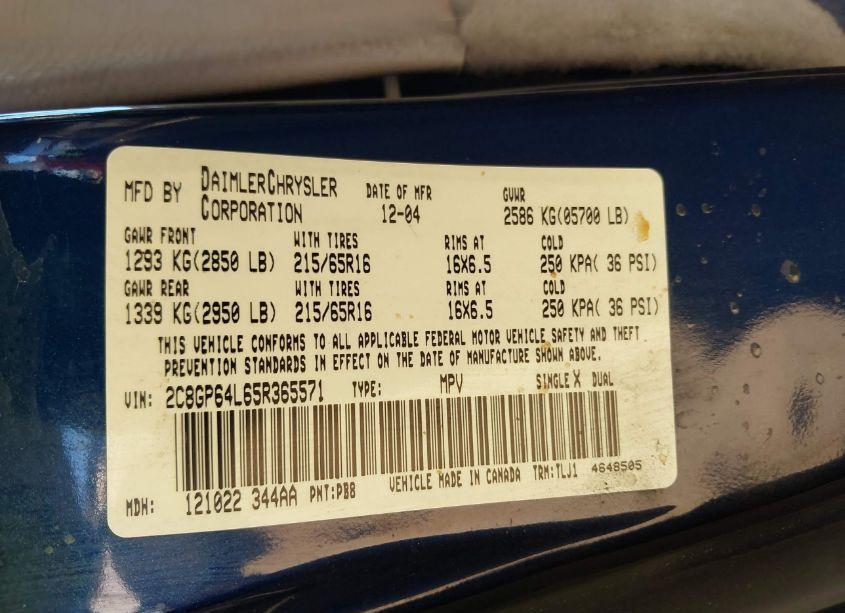 MFD BY DAIMLERCHRYSLER CORPORATION DATE OF MFR 12-04 GVWR 2586 KG(05700 LB)
GAWR FRONT WITH TIRES RIMS AT COLD
1293 KG(2850 LB) 215/65R16 16X6.5 250 KPA( 36 PSI)
GAWR REAR WITH TIRES RIMS AT COLD
1339 KG(2950 LB) 215/65R16 16X6.5 250 KPA( 36 PSI)
THIS VEHICLE CONFORMS TO ALL APPLICABLE FEDERAL MOTOR VEHICLE SAFETY AND THEFT
PREVENTION STANDARDS IN EFFECT ON THE DATE OF MANUFACTURE SHOWN ABOVE.
VIN: 2C8GP64L65R365571 TYPE: MPV SINGLE X DUAL
MDH: 121022 344AA PNT:PB8 VEHICLE MADE IN CANADA TRM:TLJ1 4648505